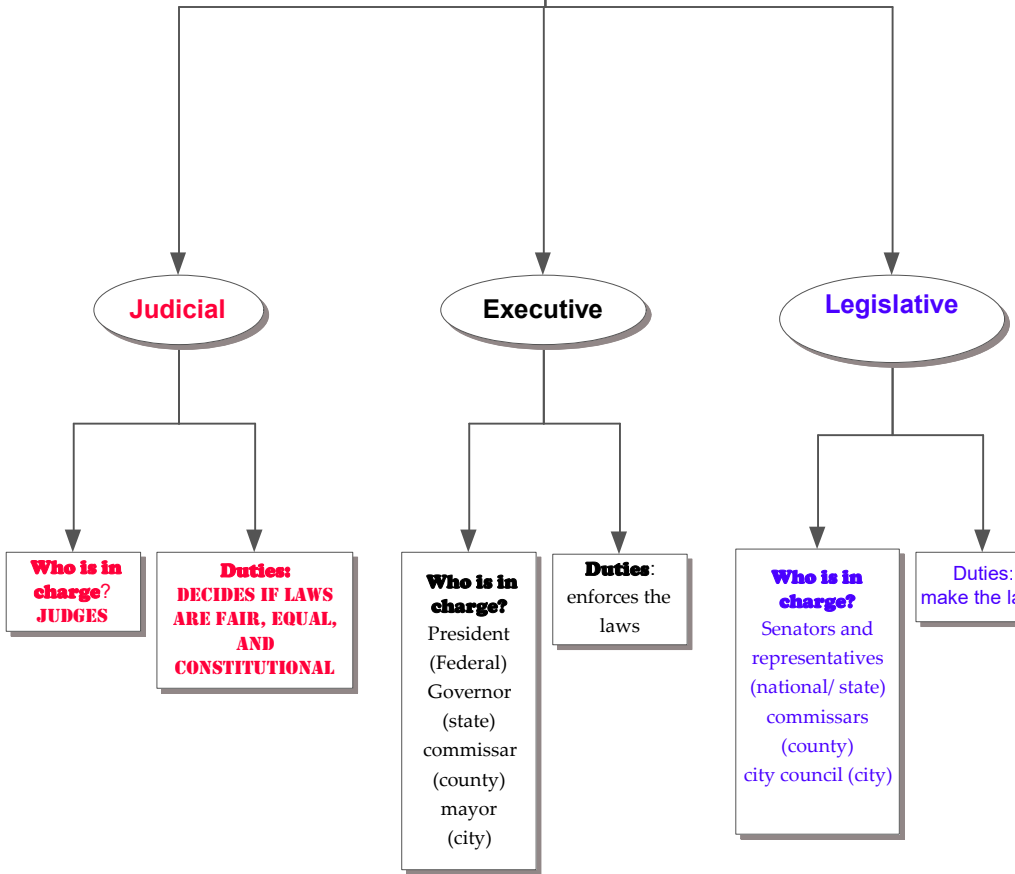 Judicial
Executive
Legislative
Who is in
charge?
JUDGES
Duties:
DECIDES IF LAWS
ARE FAIR, EQUAL,
AND
CONSTITUTIONAL
Who is in
charge?
President
(Federal)
Governor
(state)
commissar
(county)
mayor
(city)
Duties:
enforces the
laws
Who is in
charge?
Senators and
representatives
(national/ state)
commissars
(county)
city council (city)
Duties:
make the